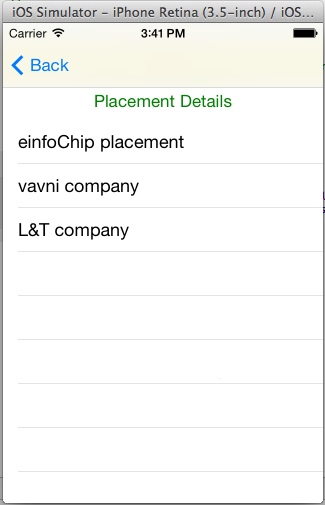 iOS Simulator - iPhone Retina (3.5-inch) / iOS...
Carrer 3:41 PM
Back
Placement Details
einfoChip placement
vavni company
L&T company